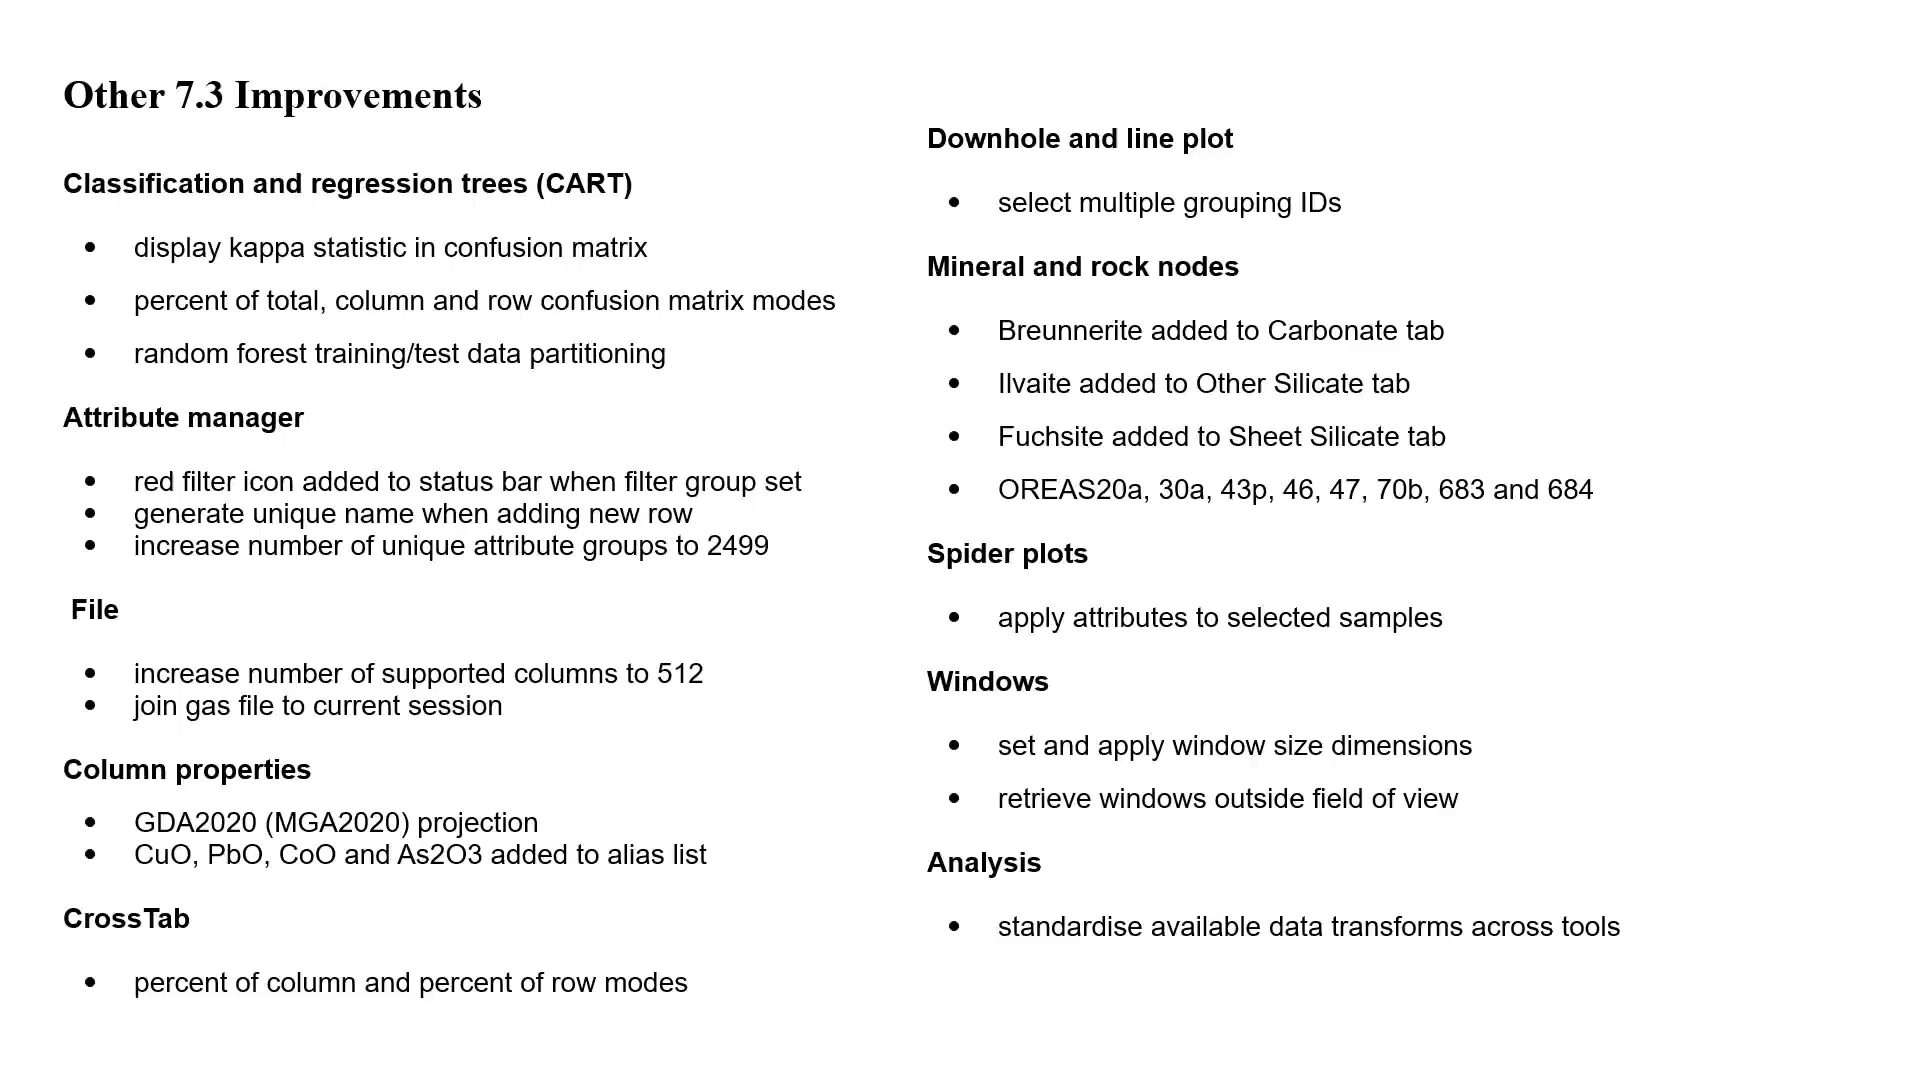 Other 7.3 Improvements
Classification and regression trees (CART)
• display kappa statistic in confusion matrix
• percent of total, column and row confusion matrix modes
• random forest training/test data partitioning
Attribute manager
• red filter icon added to status bar when filter group set
• generate unique name when adding new row
• increase number of unique attribute groups to 2499
File
• increase number of supported columns to 512
• join gas file to current session
Column properties
• GDA2020 (MGA2020) projection
• CuO, PbO, CoO and As2O3 added to alias list
CrossTab
• percent of column and percent of row modes
Downhole and line plot
• select multiple grouping IDs
Mineral and rock nodes
• Breunnerite added to Carbonate tab
• Ilvaite added to Other Silicate tab
• Fuchsite added to Sheet Silicate tab
• OREAS20a, 30a, 43p, 46, 47, 70b, 683 and 684
Spider plots
• apply attributes to selected samples
Windows
• set and apply window size dimensions
• retrieve windows outside field of view
Analysis
• standardise available data transforms across tools